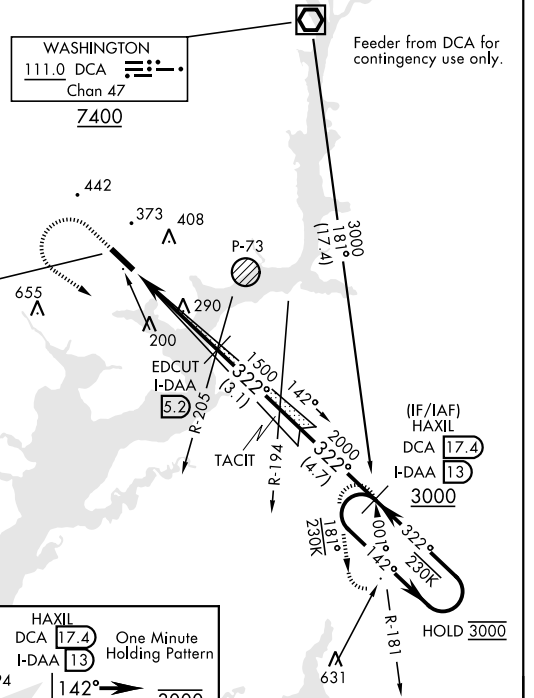 WASHINGTON
111.0 DCA
Chan 47
7400
Feeder from DCA for
contingency use only.
3000
181°
(17.4)
442
373
408
P-73
655
290
200
EDCUT
I-DAA
5.2
1500
322°
(3.1)
142°
2000
322°
(4.7)
TACIT
R-205
R-194
(IF/IAF)
HAXIL
DCA 17.4
I-DAA 13
3000
181°
230K
001°
142°
322°
230K
R-181
HOLD 3000
631
HAXIL
DCA 17.4
I-DAA 13
One Minute
Holding Pattern
142°